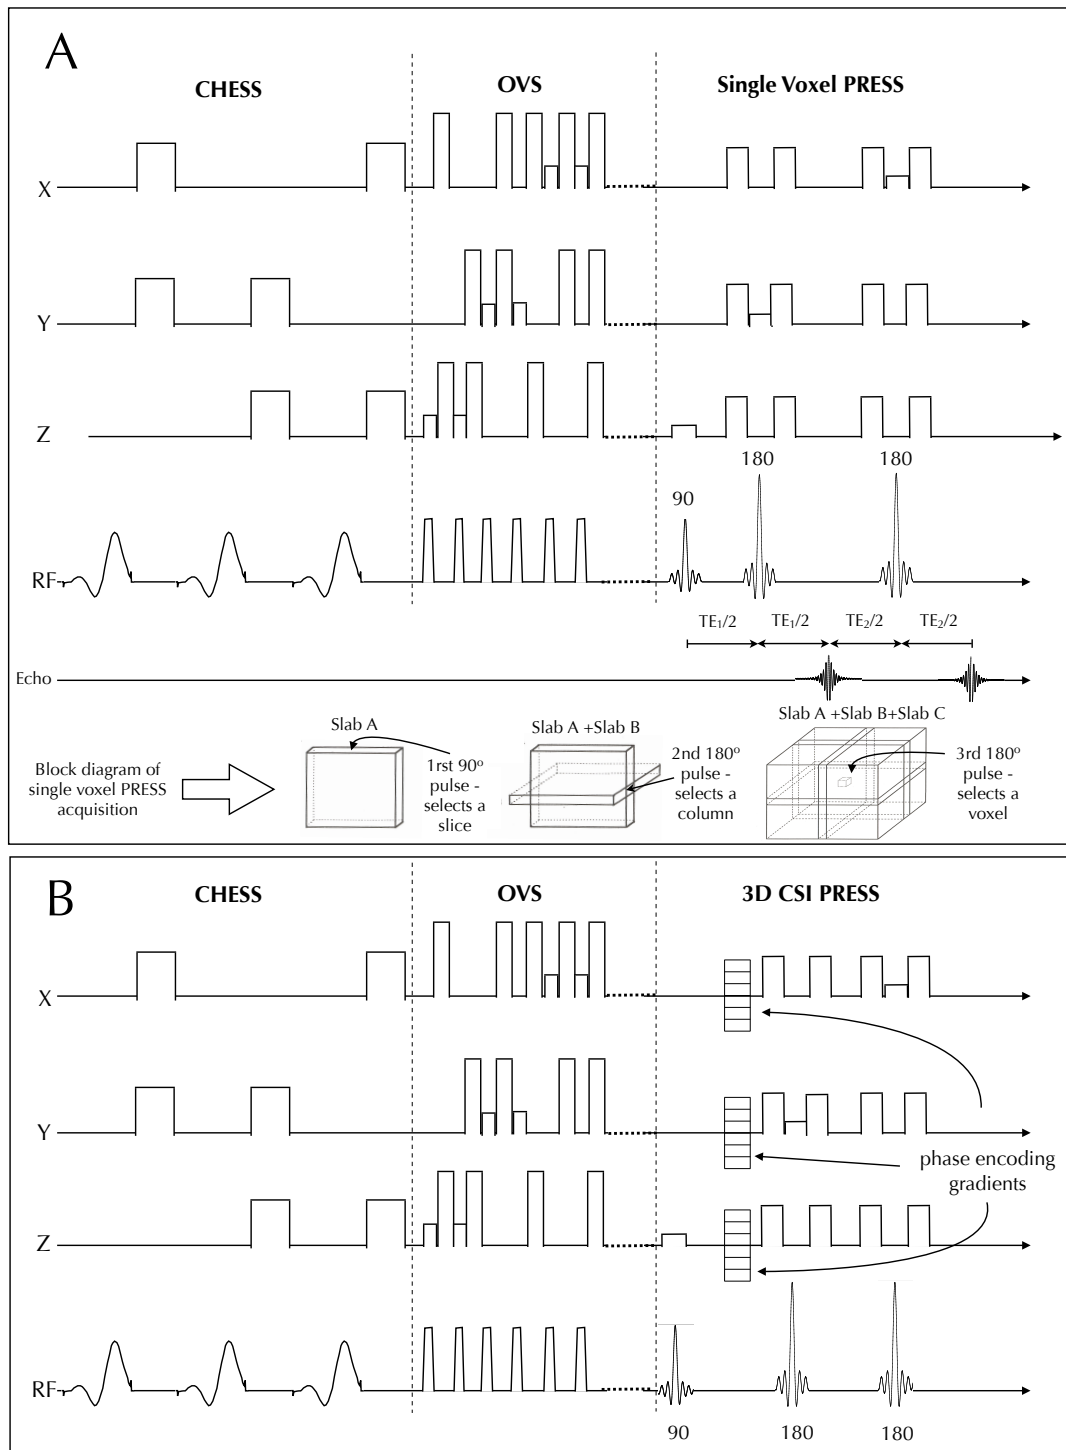 A
CHESS
OVS
Single Voxel PRESS
X
Y
Z
180
180
90
RF
TE₁/2
TE₁/2
TE₂/2
TE₂/2
Echo
Block diagram of
single voxel PRESS
acquisition
Slab A
1rst 90º
pulse -
selects a
slice
Slab A +Slab B
2nd 180º
pulse -
selects a
column
Slab A +Slab B+Slab C
3rd 180º
pulse -
selects a
voxel
B
CHESS
OVS
3D CSI PRESS
X
Y
phase encoding
gradients
Z
RF
90
180
180